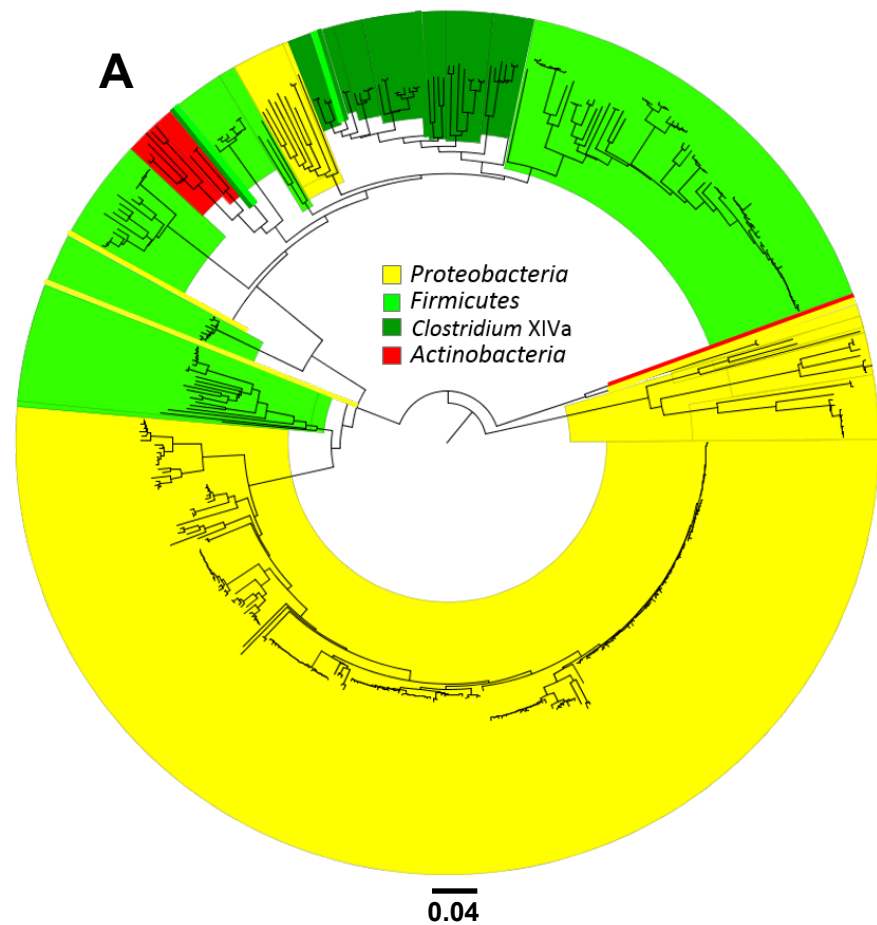 A
Proteobacteria
Firmicutes
Clostridium XIVa
Actinobacteria
0.04